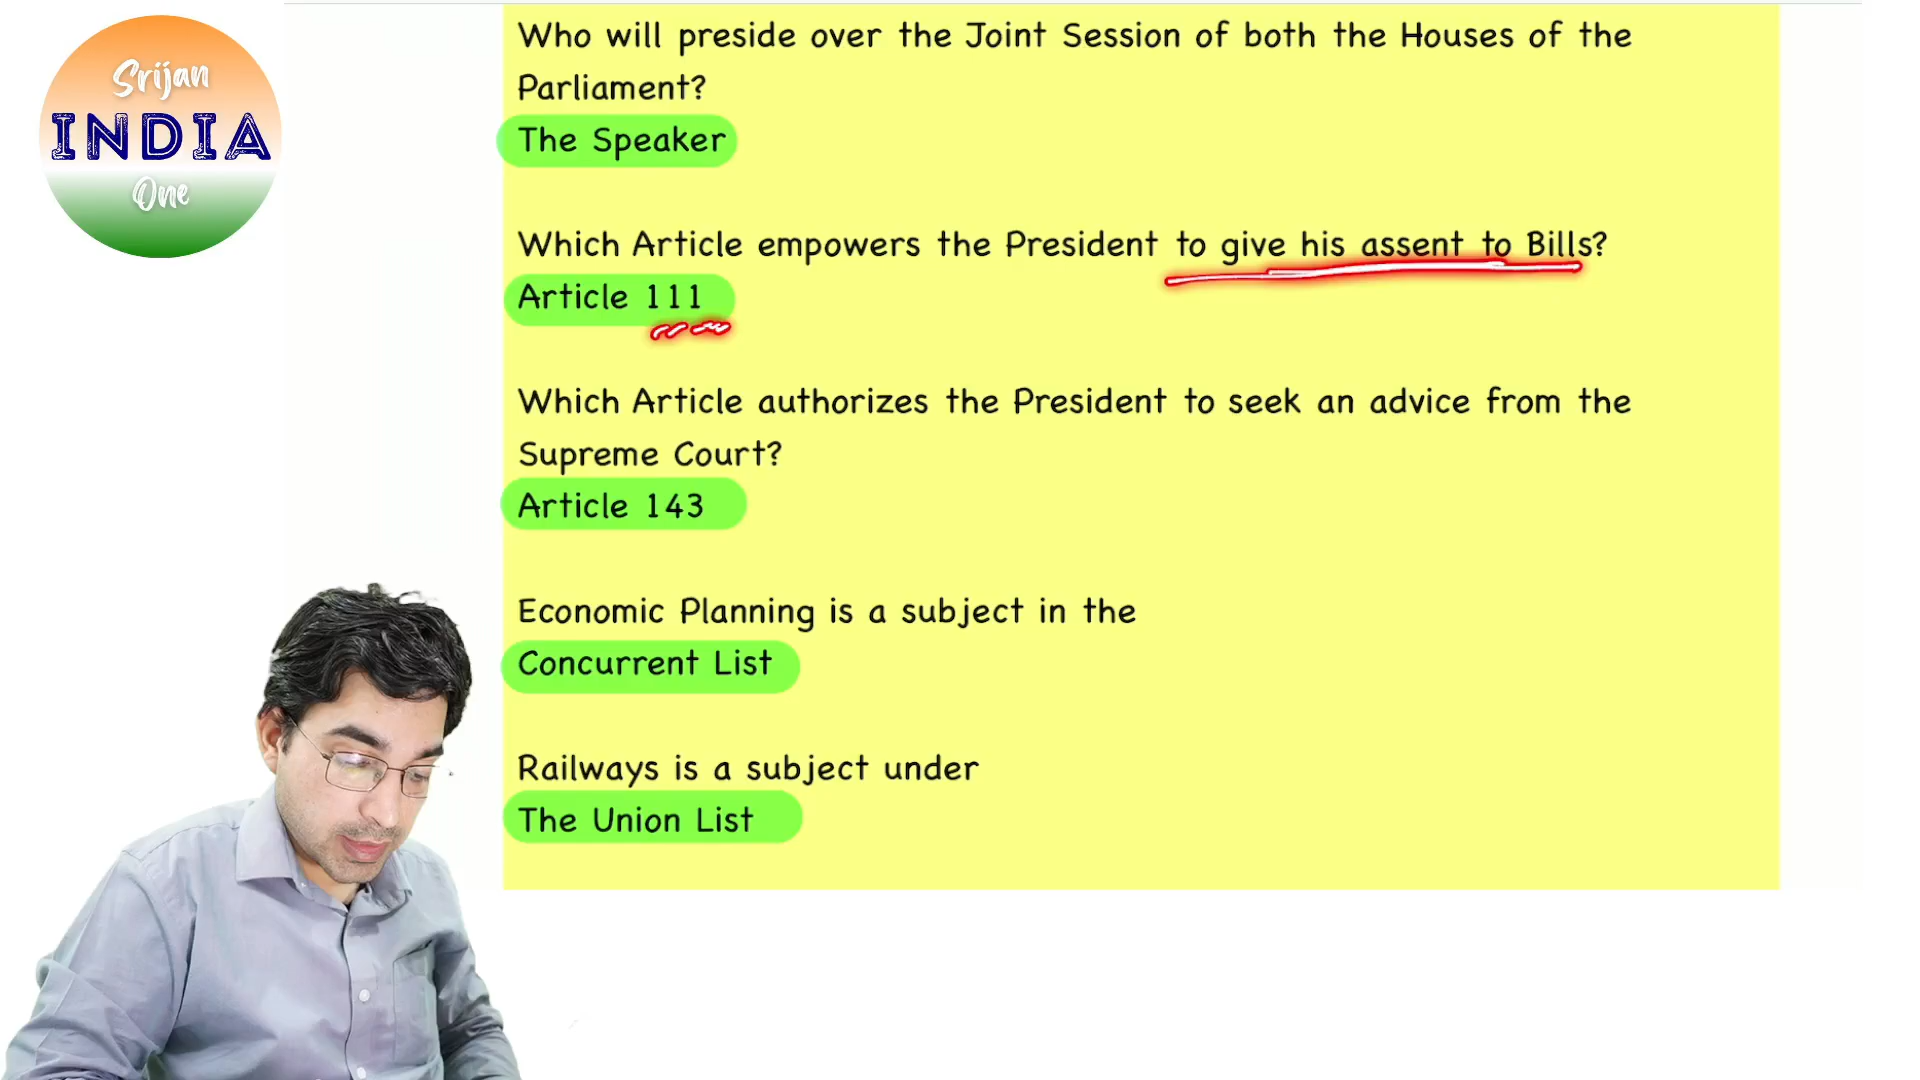 Srijan
INDIA
One
Who will preside over the Joint Session of both the Houses of the
Parliament?
The Speaker
Which Article empowers the President to give his assent to Bills?
Article 111
Which Article authorizes the President to seek an advice from the
Supreme Court?
Article 143
Economic Planning is a subject in the
Concurrent List
Railways is a subject under
The Union List